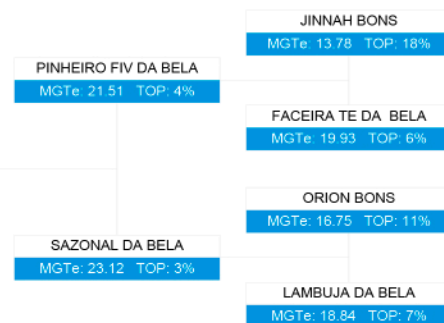 JINNAH BONS
MGTe: 13.78 TOP: 18%
PINHEIRO FIV DA BELA
MGTe: 21.51 TOP: 4%
FACEIRA TE DA BELA
MGTe: 19.93 TOP: 6%
ORION BONS
MGTe: 16.75 TOP: 11%
SAZONAL DA BELA
MGTe: 23.12 TOP: 3%
LAMBUJA DA BELA
MGTe: 18.84 TOP: 7%